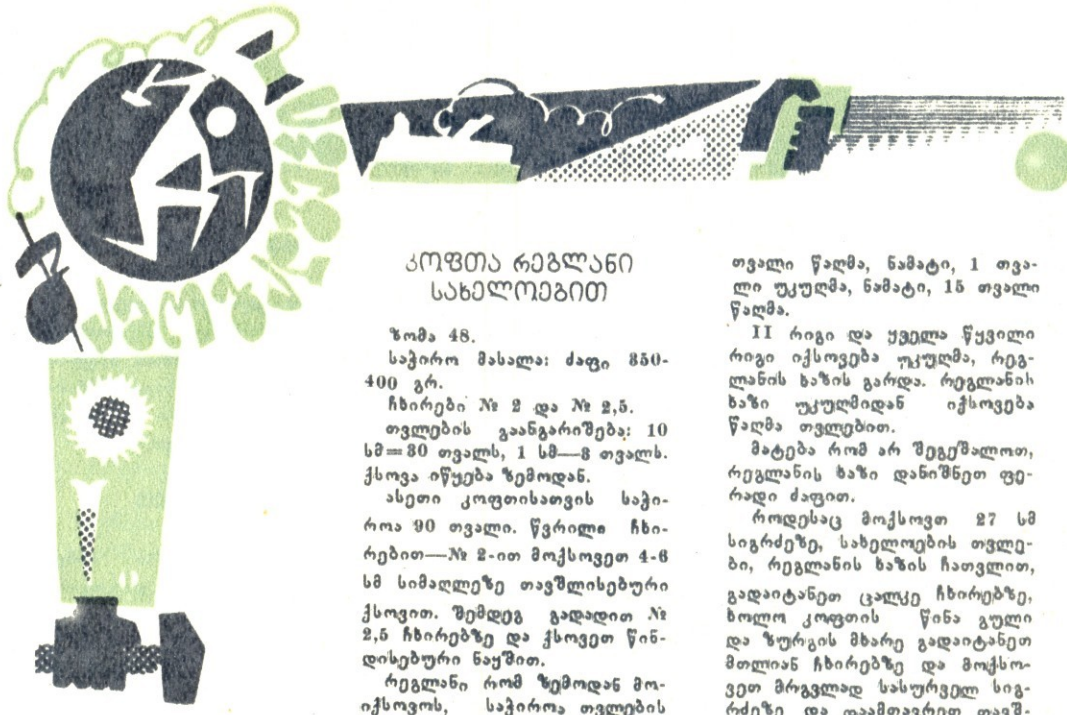 კოფთა რეგლანი
სახელოებით
ზომა 48.
საჭირო მასალა: ძაფი 350-
400 გრ.
ჩხირები № 2 და № 2,5.
თვლების გაანგარიშება: 10
სმ=30 თვალს, 1 სმ—3 თვალს.
ქსოვა იწყება ზემოდან.
ასეთი კოფთისათვის საჭი-
როა 90 თვალი. წვრილი ჩხი-
რებით—№ 2-ით მოქსოვეთ 4-6
სმ სიმაღლეზე თავშლისებური
ქსოვით. შემდეგ გადადით №
2,5 ჩხირებზე და ქსოვეთ წინ-
დისებური ნაყშით.
რეგლანი რომ ზემოდან მო-
იქსოვოს, საჭიროა თვლების
თვალი წაღმა, ნამატი, 1 თვა-
ლი უკუღმა, ნამატი, 15 თვალი
წაღმა.
II რიგი და ყველა წყვილი
რიგი იქსოვება უკუღმა, რეგ-
ლანის ხაზის გარდა. რეგლანის
ხაზი უკუღმიდან იქსოვება
წაღმა თვლებით.
მატება რომ არ შეგეშალოთ,
რეგლანის ხაზი დანიშნეთ ფე-
რადი ძაფით.
როდესაც მოქსოვთ 27 სმ
სიგრძეზე, სახელოების თვლე-
ბი, რეგლანის ხაზის ჩათვლით,
გადაიტანეთ ცალკე ჩხირებზე,
ხოლო კოფთის წინა გული
და ზურგის მხარე გადაიტანეთ
მთლიან ჩხირებზე და მოქსო-
ვეთ მრგვლად სასურველ სიგ-
რძეზე და დაამთავრეთ თავშ-